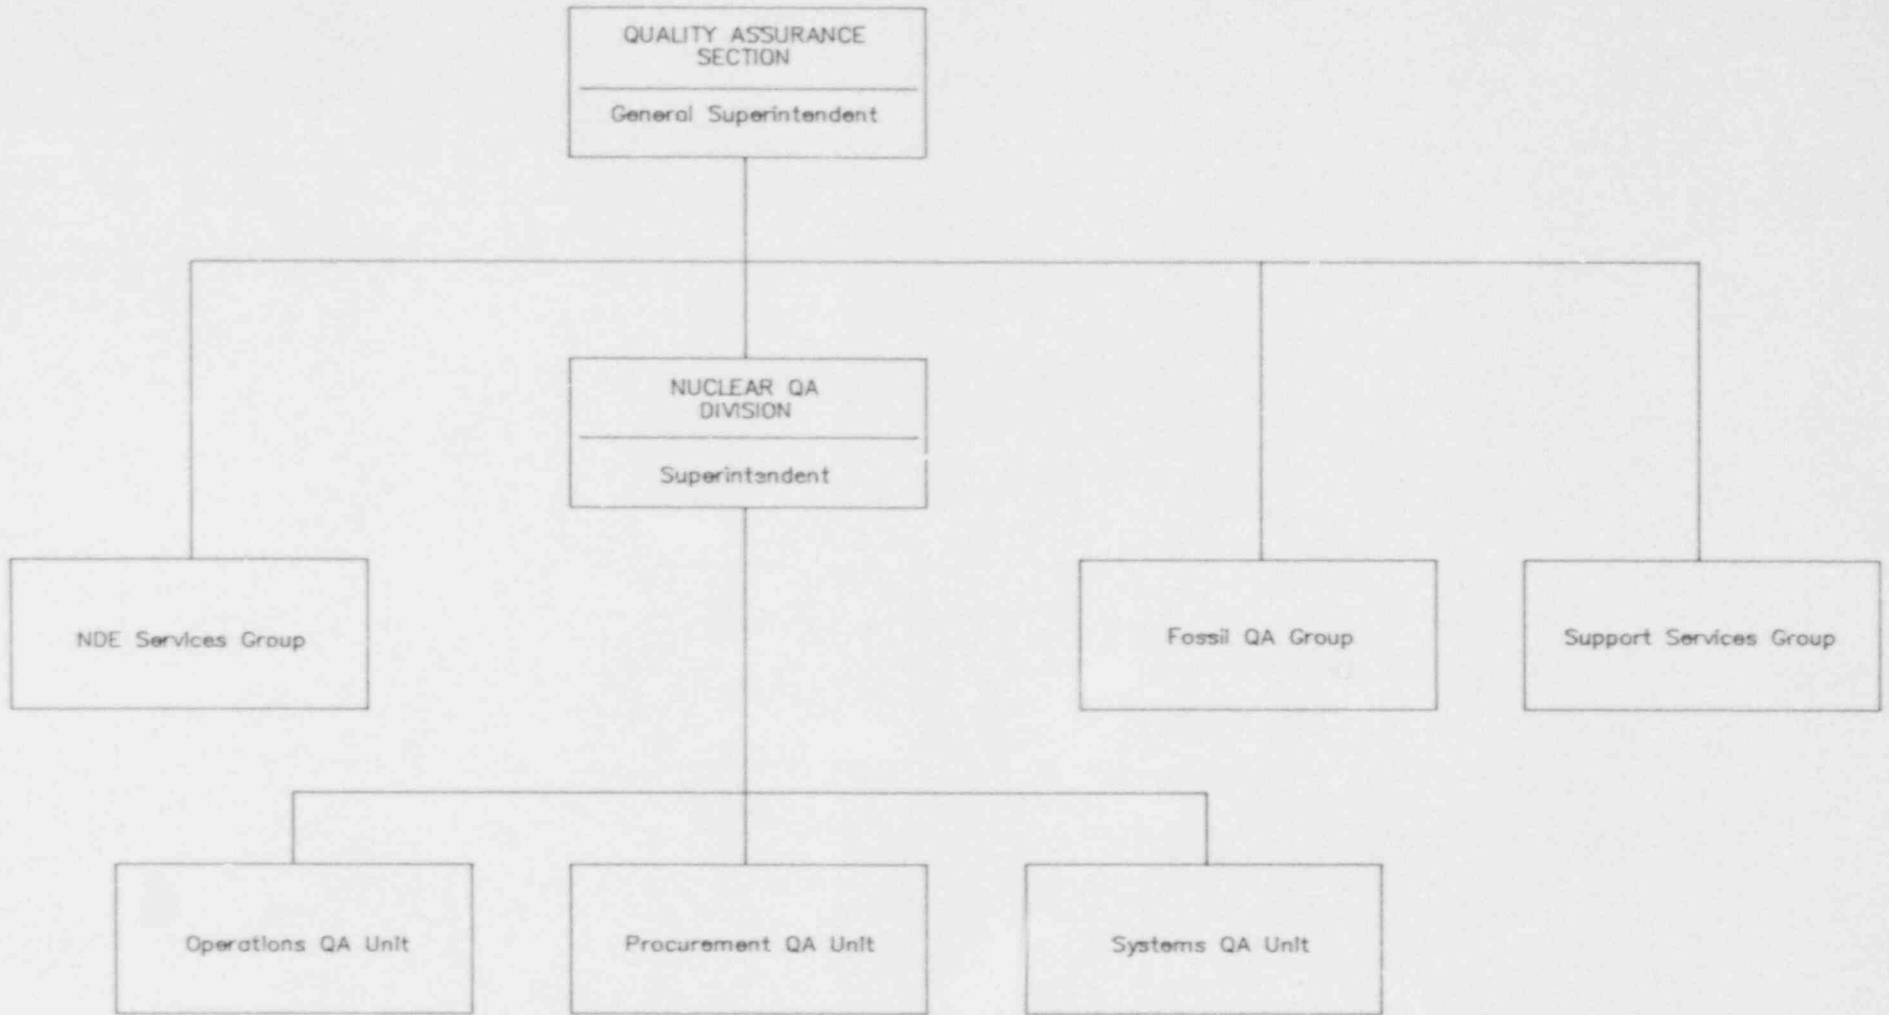 QUALITY ASSURANCE
SECTION
General Superintendent
NUCLEAR QA
DIVISION
Superintendent
NDE Services Group
Fossil QA Group
Support Services Group
Operations QA Unit
Procurement QA Unit
Systems QA Unit